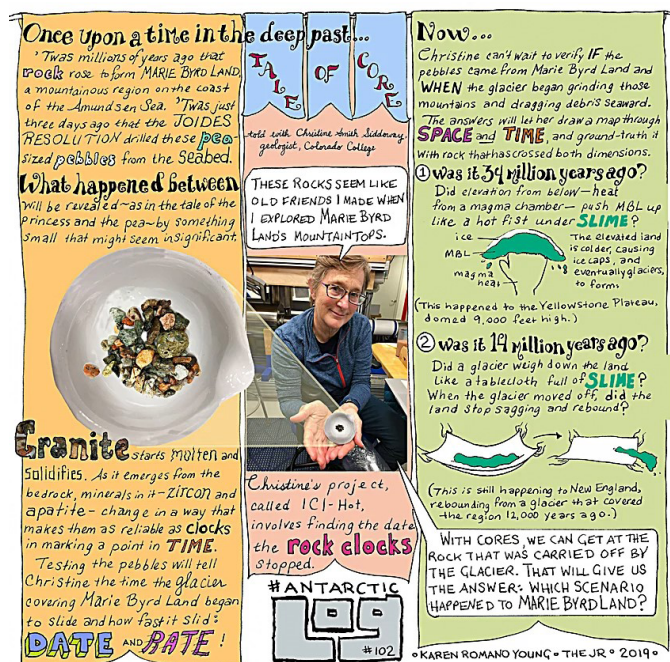 Once upon a time in the deep past...
'Twas millions of years ago that
rock rose to form MARIE BYRD LAND,
a mountainous region on the coast
of the Amundsen Sea. 'Twas just
three days ago that the JOIDES
RESOLUTION drilled these pea
sized pebbles from the seabed.
What happened between
will be revealed—as in the tale of the
Princess and the pea—by something
small that might seem insignificant.
Granite starts molten and
solidifies. As it emerges from the
bedrock, minerals in it—zircon and
apatite—change in a way that
makes them as reliable as clocks
in marking a point in TIME.
Testing the pebbles will tell
Christine the time the glacier
covering Marie Byrd Land began
to slide and how fast it slid:
DATE AND RATE!
TALE OF CORE
told with Christine Smith Siddoway
geologist, Colorado College
THESE ROCKS SEEM LIKE
OLD FRIENDS I MADE WHEN
I EXPLORED MARIE BYRD
LAND'S MOUNTAINTOPS.
Christine's project,
called ICI-Hot,
involves finding the date
the rock clocks
stopped.
#ANTARCTIC
LOG
#102
Now...
Christine can't wait to verify IF the
pebbles came from Marie Byrd Land and
WHEN the glacier began grinding those
mountains and dragging debris seaward.
The answers will let her draw a map through
SPACE and TIME, and ground-truth it
with rock that has crossed both dimensions.
1 was it 34 Million years ago?
Did elevation from below—heat
from a magma chamber—push MBL up
like a hot fist under SLIME?
ice
MBL
magma
heat
The elevated land
is colder, causing
ice caps, and
eventually glaciers,
to form.
(This happened to the Yellowstone Plateau,
domed 9,000 feet high.)
2 was it 14 Million years ago?
Did a glacier weigh down the land
like a tablecloth full of SLIME?
When the glacier moved off, did the
land stop sagging and rebound?
(This is still happening to New England,
rebounding from a glacier that covered
the region 12,000 years ago.)
WITH CORES, WE CAN GET AT THE
ROCK THAT WAS CARRIED OFF BY
THE GLACIER. THAT WILL GIVE US
THE ANSWER: WHICH SCENARIO
HAPPENED TO MARIE BYRD LAND?
• KAREN ROMANO YOUNG • THE JR • 2019 •